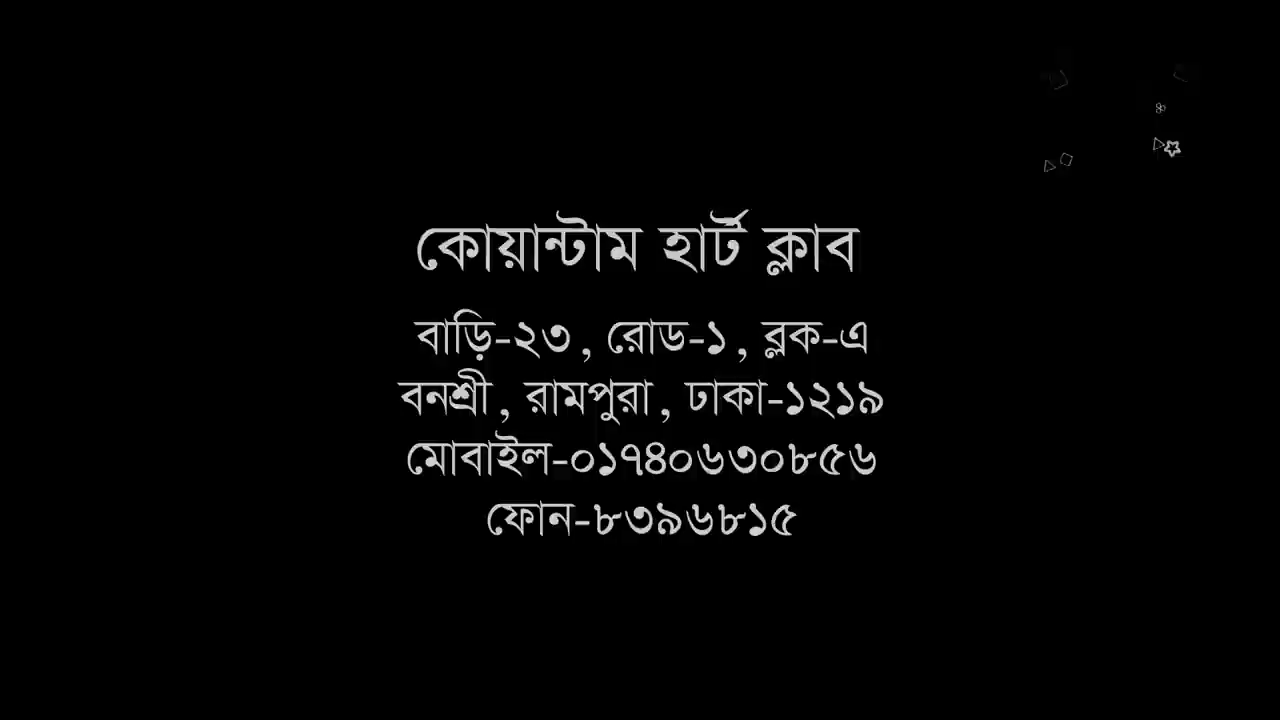 কোয়ান্টাম হার্ট ক্লাব
বাড়ি-২৩, রোড-১, ব্লক-এ
বনশ্রী, রামপুরা, ঢাকা-১২১৯
মোবাইল-০১৭৪০৬৩০৮৫৬
ফোন-৮৩৯৬৮১৫